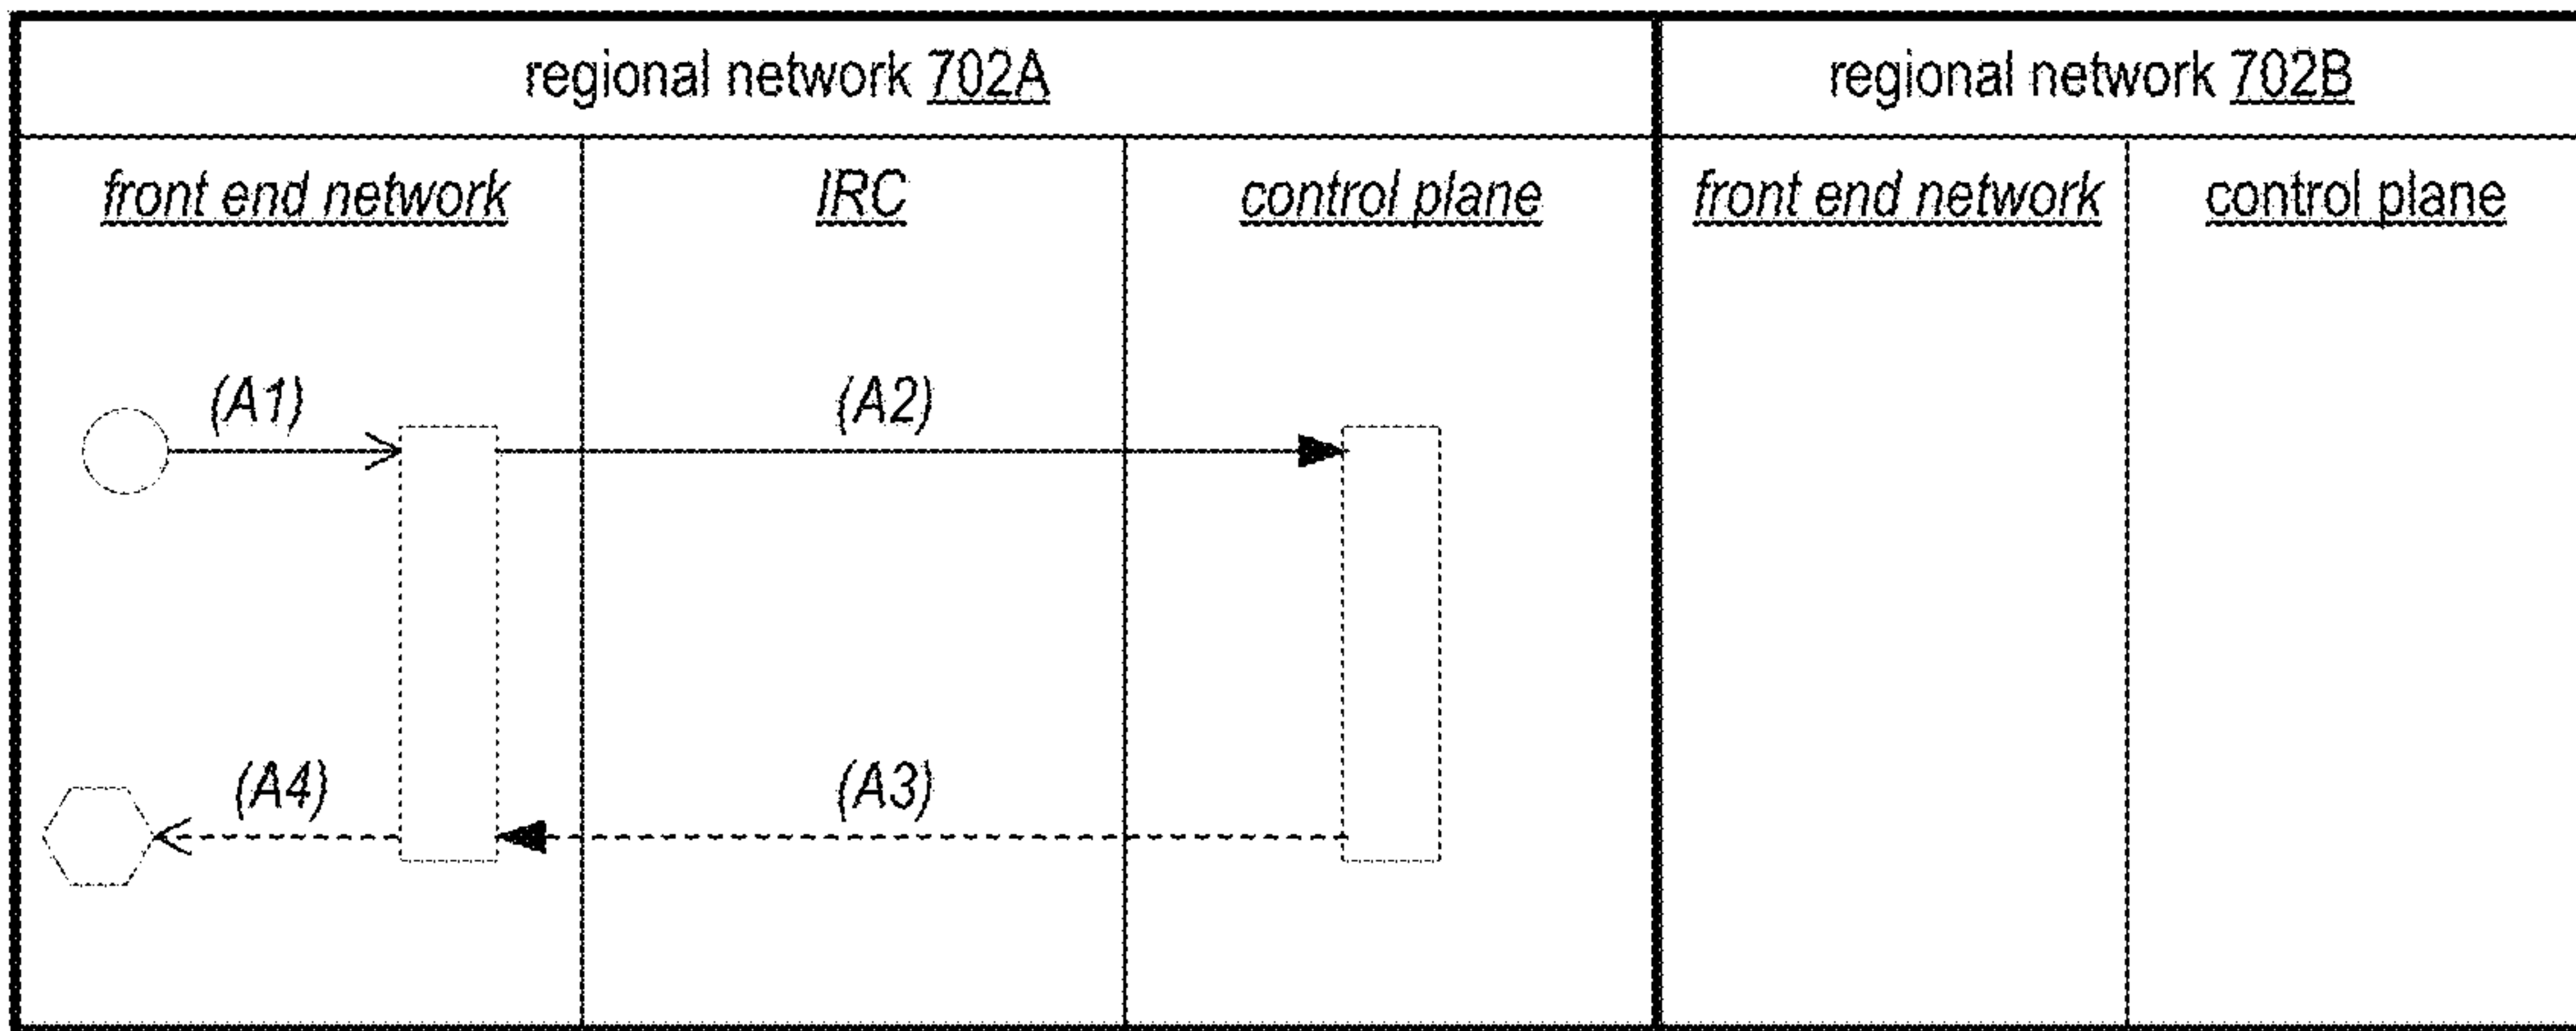 regional network 702A
regional network 702B
front end network
IRC
control plane
front end network
control plane
(A1)
(A2)
(A4)
(A3)